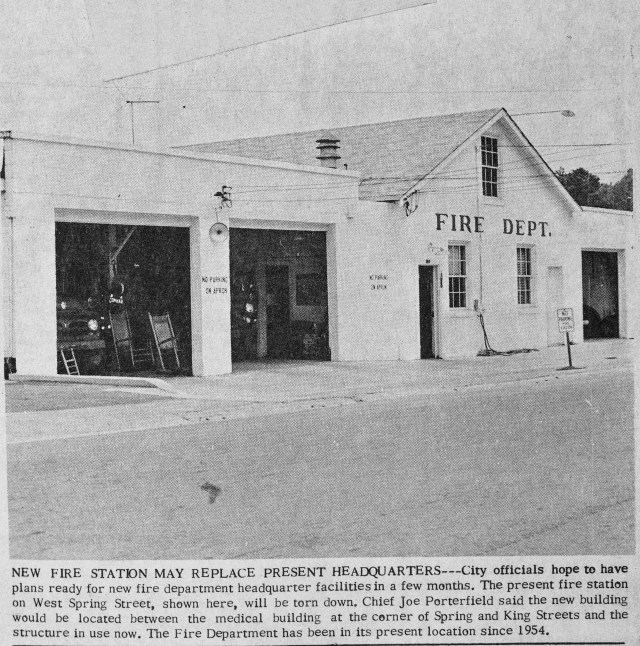 FIRE DEPT.
NO PARKING
ON APRON
NO PARKING
ON APRON
NO
PARKING
NEW FIRE STATION MAY REPLACE PRESENT HEADQUARTERS---City officials hope to have
plans ready for new fire department headquarter facilities in a few months. The present fire station
on West Spring Street, shown here, will be torn down. Chief Joe Porterfield said the new building
would be located between the medical building at the corner of Spring and King Streets and the
structure in use now. The Fire Department has been in its present location since 1954.